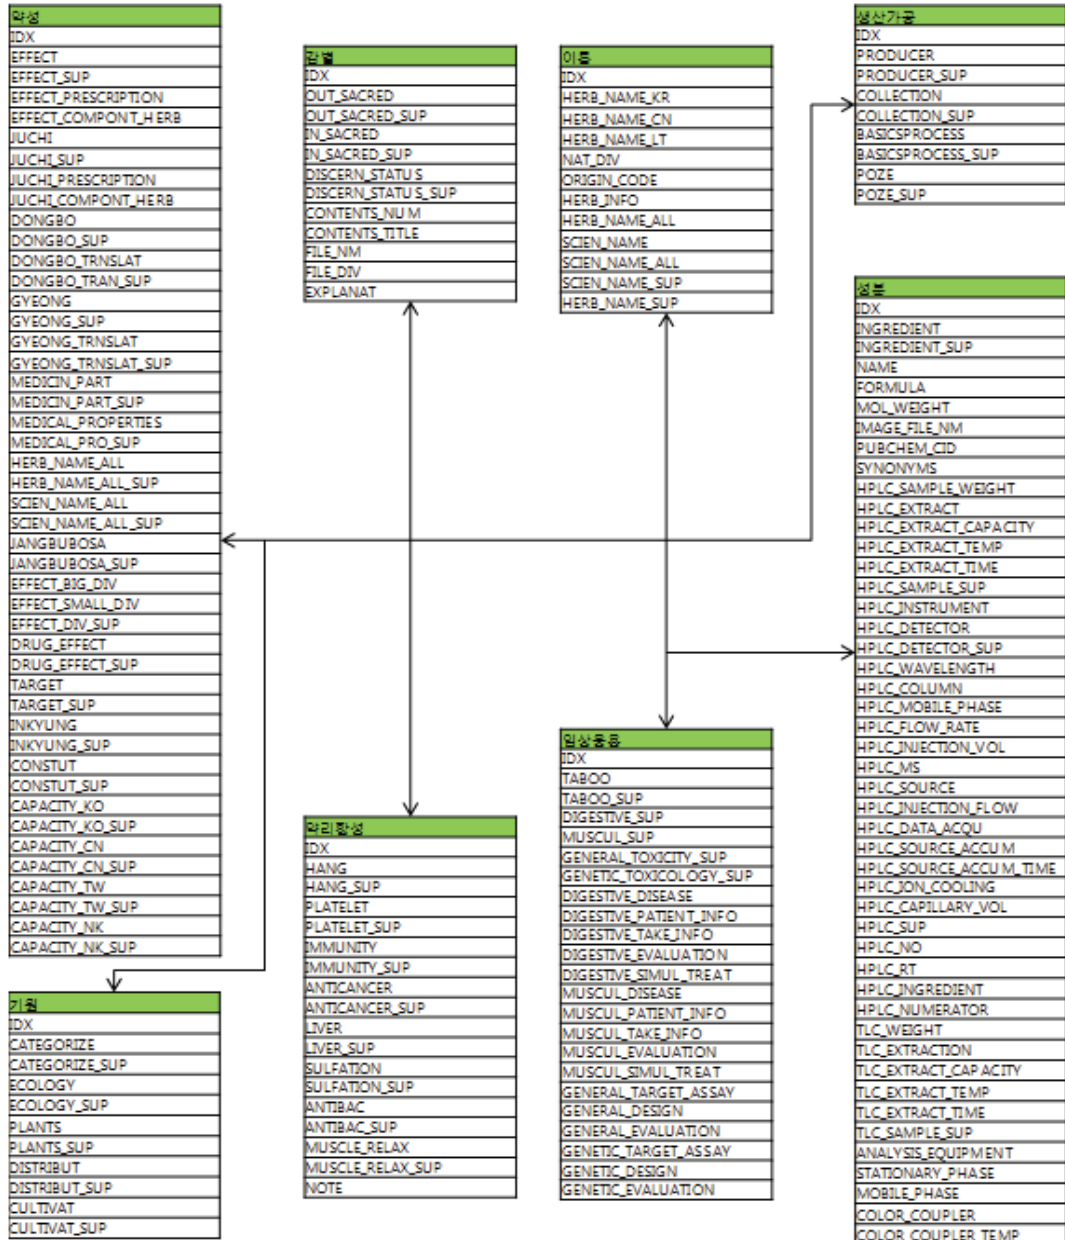 약성
IDX
EFFECT
EFFECT_SUP
EFFECT_PRESCRIPTION
EFFECT_COMPONT_HERB
JUCHI
JUCHI_SUP
JUCHI_PRESCRIPTION
JUCHI_COMPONT_HERB
DONGBO
DONGBO_SUP
DONGBO_TRNSLAT
DONGBO_TRAN_SUP
GYEONG
GYEONG_SUP
GYEONG_TRNSLAT
GYEONG_TRNSLAT_SUP
MEDICIN_PART
MEDICIN_PART_SUP
MEDICAL_PROPERTIES
MEDICAL_PRO_SUP
HERB_NAME_ALL
HERB_NAME_ALL_SUP
SCIEN_NAME_ALL
SCIEN_NAME_ALL_SUP
JANGBUBOSA
JANGBUBOSA_SUP
EFFECT_BIG_DIV
EFFECT_SMALL_DIV
EFFECT_DIV_SUP
DRUG_EFFECT
DRUG_EFFECT_SUP
TARGET
TARGET_SUP
INKYUNG
INKYUNG_SUP
CONSTUT
CONSTUT_SUP
CAPACITY_KO
CAPACITY_KO_SUP
CAPACITY_CN
CAPACITY_CN_SUP
CAPACITY_TW
CAPACITY_TW_SUP
CAPACITY_NK
CAPACITY_NK_SUP
기원
IDX
CATEGORIZE
CATEGORIZE_SUP
ECOLOGY
ECOLOGY_SUP
PLANTS
PLANTS_SUP
DISTRIBUT
DISTRIBUT_SUP
CULTIVAT
CULTIVAT_SUP
감별
IDX
OUT_SACRED
OUT_SACRED_SUP
IN_SACRED
IN_SACRED_SUP
DISCERN_STATUS
DISCERN_STATUS_SUP
CONTENTS_NUM
CONTENTS_TITLE
FILE_NM
FILE_DIV
EXPLANAT
약리활성
IDX
HANG
HANG_SUP
PLATELET
PLATELET_SUP
IMMUNITY
IMMUNITY_SUP
ANTICANCER
ANTICANCER_SUP
LIVER
LIVER_SUP
SULFATION
SULFATION_SUP
ANTIBAC
ANTIBAC_SUP
MUSCLE_RELAX
MUSCLE_RELAX_SUP
NOTE
이름
IDX
HERB_NAME_KR
HERB_NAME_CN
HERB_NAME_LT
NAT_DIV
ORIGIN_CODE
HERB_INFO
HERB_NAME_ALL
SCIEN_NAME
SCIEN_NAME_ALL
SCIEN_NAME_SUP
HERB_NAME_SUP
임상응용
IDX
TABOO
TABOO_SUP
DIGESTIVE_SUP
MUSCUL_SUP
GENERAL_TOXICITY_SUP
GENETIC_TOXICOLOGY_SUP
DIGESTIVE_DISEASE
DIGESTIVE_PATIENT_INFO
DIGESTIVE_TAKE_INFO
DIGESTIVE_EVALUATION
DIGESTIVE_SIMUL_TREAT
MUSCUL_DISEASE
MUSCUL_PATIENT_INFO
MUSCUL_TAKE_INFO
MUSCUL_EVALUATION
MUSCUL_SIMUL_TREAT
GENERAL_TARGET_ASSAY
GENERAL_DESIGN
GENERAL_EVALUATION
GENETIC_TARGET_ASSAY
GENETIC_DESIGN
GENETIC_EVALUATION
생산가공
IDX
PRODUCER
PRODUCER_SUP
COLLECTION
COLLECTION_SUP
BASICSPROCESS
BASICSPROCESS_SUP
POZE
POZE_SUP
성분
IDX
INGREDIENT
INGREDIENT_SUP
NAME
FORMULA
MOL_WEIGHT
IMAGE_FILE_NM
PUBCHEM_CID
SYNONYMS
HPLC_SAMPLE_WEIGHT
HPLC_EXTRACT
HPLC_EXTRACT_CAPACITY
HPLC_EXTRACT_TEMP
HPLC_EXTRACT_TIME
HPLC_SAMPLE_SUP
HPLC_INSTRUMENT
HPLC_DETECTOR
HPLC_DETECTOR_SUP
HPLC_WAVELENGTH
HPLC_COLUMN
HPLC_MOBILE_PHASE
HPLC_FLOW_RATE
HPLC_INJECTION_VOL
HPLC_MS
HPLC_SOURCE
HPLC_INJECTION_FLOW
HPLC_DATA_ACQU
HPLC_SOURCE_ACCUM
HPLC_SOURCE_ACCUM_TIME
HPLC_ION_COOLING
HPLC_CAPILLARY_VOL
HPLC_SUP
HPLC_NO
HPLC_RT
HPLC_INGREDIENT
HPLC_NUMERATOR
TLC_WEIGHT
TLC_EXTRACTION
TLC_EXTRACT_CAPACITY
TLC_EXTRACT_TEMP
TLC_EXTRACT_TIME
TLC_SAMPLE_SUP
ANALYSIS_EQUIPMENT
STATIONARY_PHASE
MOBILE_PHASE
COLOR_COUPLER
COLOR_COUPLER_TEMP